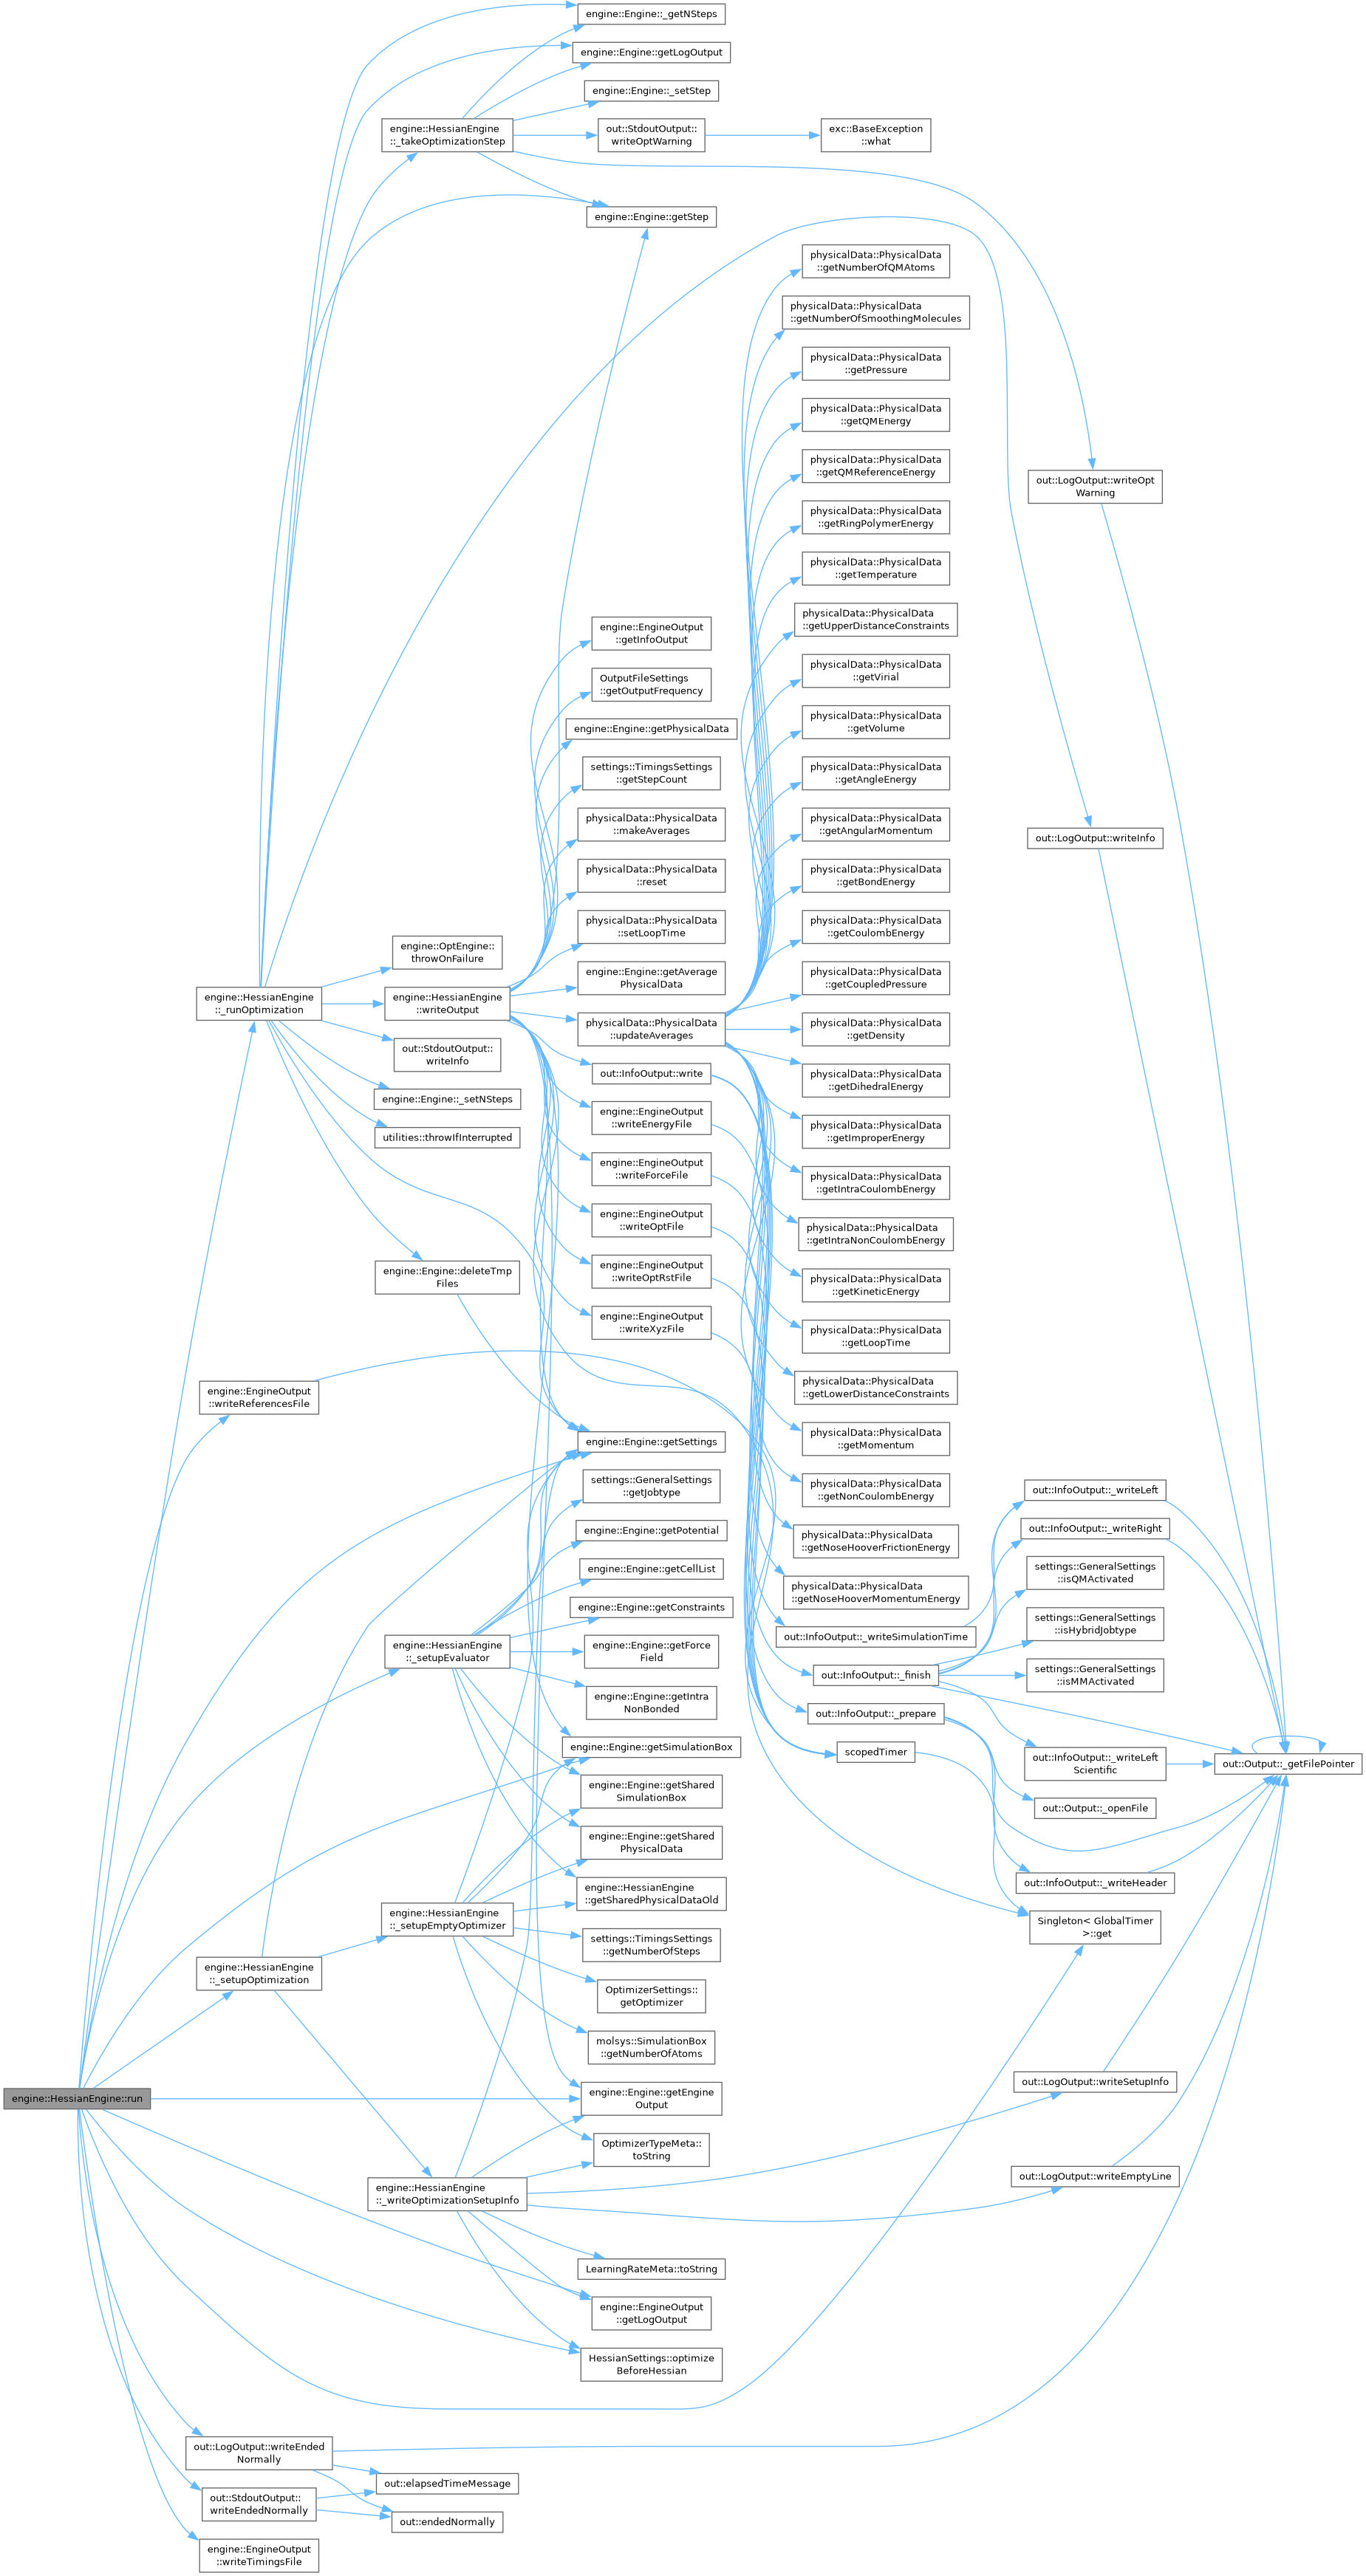 engine::Engine::_getNSteps
engine::Engine::getLogOutput
engine::Engine::_setStep
engine::HessianEngine
::_takeOptimizationStep
out::StdoutOutput::
writeOptWarning
exc::BaseException
::what
engine::Engine::getStep
physicalData::PhysicalData
::getNumberOfQMAtoms
physicalData::PhysicalData
::getNumberOfSmoothingMolecules
physicalData::PhysicalData
::getPressure
physicalData::PhysicalData
::getQMEnergy
physicalData::PhysicalData
::getQMReferenceEnergy
out::LogOutput::writeOpt
Warning
physicalData::PhysicalData
::getRingPolymerEnergy
physicalData::PhysicalData
::getTemperature
physicalData::PhysicalData
::getUpperDistanceConstraints
engine::EngineOutput
::getInfoOutput
physicalData::PhysicalData
::getVirial
OutputFileSettings
::getOutputFrequency
physicalData::PhysicalData
::getVolume
engine::Engine::getPhysicalData
settings::TimingsSettings
::getStepCount
physicalData::PhysicalData
::getAngleEnergy
physicalData::PhysicalData
::makeAverages
physicalData::PhysicalData
::getAngularMomentum
out::LogOutput::writeInfo
physicalData::PhysicalData
::reset
physicalData::PhysicalData
::getBondEnergy
physicalData::PhysicalData
::setLoopTime
physicalData::PhysicalData
::getCoulombEnergy
engine::OptEngine::
throwOnFailure
engine::Engine::getAverage
PhysicalData
physicalData::PhysicalData
::getCoupledPressure
engine::HessianEngine
::_runOptimization
engine::HessianEngine
::writeOutput
physicalData::PhysicalData
::updateAverages
physicalData::PhysicalData
::getDensity
out::StdoutOutput::
writeInfo
out::InfoOutput::write
physicalData::PhysicalData
::getDihedralEnergy
engine::Engine::_setNSteps
engine::EngineOutput
::writeEnergyFile
physicalData::PhysicalData
::getImproperEnergy
utilities::throwIfInterrupted
engine::EngineOutput
::writeForceFile
physicalData::PhysicalData
::getIntraCoulombEnergy
engine::EngineOutput
::writeOptFile
physicalData::PhysicalData
::getIntraNonCoulombEnergy
engine::Engine::deleteTmp
Files
engine::EngineOutput
::writeOptRstFile
physicalData::PhysicalData
::getKineticEnergy
engine::EngineOutput
::writeXyzFile
physicalData::PhysicalData
::getLoopTime
engine::EngineOutput
::writeReferencesFile
physicalData::PhysicalData
::getLowerDistanceConstraints
engine::Engine::getSettings
physicalData::PhysicalData
::getMomentum
settings::GeneralSettings
::getJobtype
physicalData::PhysicalData
::getNonCoulombEnergy
out::InfoOutput::_writeLeft
engine::Engine::getPotential
physicalData::PhysicalData
::getNoseHooverFrictionEnergy
out::InfoOutput::_writeRight
engine::Engine::getCellList
physicalData::PhysicalData
::getNoseHooverMomentumEnergy
settings::GeneralSettings
::isQMActivated
engine::Engine::getConstraints
out::InfoOutput::_writeSimulationTime
settings::GeneralSettings
::isHybridJobtype
engine::HessianEngine
::_setupEvaluator
engine::Engine::getForce
Field
out::InfoOutput::_finish
settings::GeneralSettings
::isMMActivated
engine::Engine::getIntra
NonBonded
out::InfoOutput::_prepare
engine::Engine::getSimulationBox
scopedTimer
out::InfoOutput::_writeLeft
Scientific
out::Output::_getFilePointer
engine::Engine::getShared
SimulationBox
out::Output::_openFile
engine::Engine::getShared
PhysicalData
out::InfoOutput::_writeHeader
engine::HessianEngine
::getSharedPhysicalDataOld
engine::HessianEngine
::_setupEmptyOptimizer
Singleton< GlobalTimer
>::get
settings::TimingsSettings
::getNumberOfSteps
engine::HessianEngine
::_setupOptimization
OptimizerSettings::
getOptimizer
molsys::SimulationBox
::getNumberOfAtoms
out::LogOutput::writeSetupInfo
engine::HessianEngine::run
engine::Engine::getEngine
Output
OptimizerTypeMeta::
toString
out::LogOutput::writeEmptyLine
engine::HessianEngine
::_writeOptimizationSetupInfo
LearningRateMeta::toString
engine::EngineOutput
::getLogOutput
HessianSettings::optimize
BeforeHessian
out::LogOutput::writeEnded
Normally
out::elapsedTimeMessage
out::StdoutOutput::
writeEndedNormally
out::endedNormally
engine::EngineOutput
::writeTimingsFile